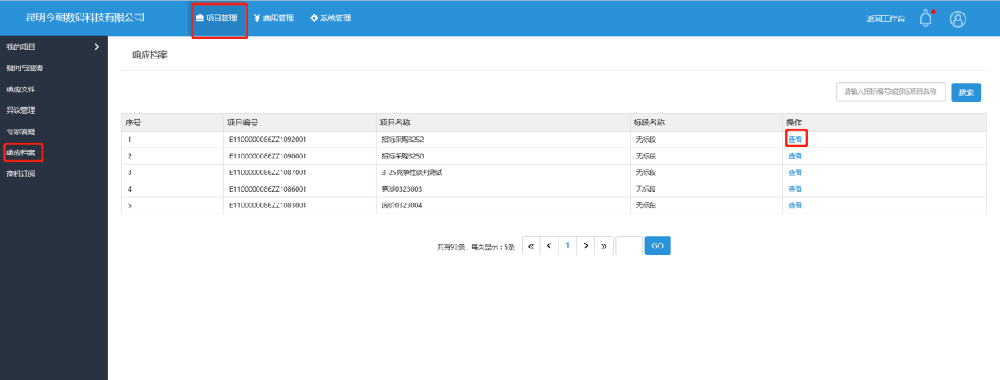 昆明今朝数码科技有限公司 项目管理 费用管理 系统管理 返回工作台
我的项目
疑问与澄清
响应文件
异议管理
专家答疑
响应档案
商机订阅
响应档案
请输入招标编号或招标项目名称 搜索
序号 项目编号 项目名称 标段名称 操作
1 E1100000086ZZ1092001 招标采购3252 无标段 查看
2 E1100000086ZZ1090001 招标采购3250 无标段 查看
3 E1100000086ZZ1087001 3-25竞争性谈判测试 无标段 查看
4 E1100000086ZZ1086001 竞谈0323003 无标段 查看
5 E1100000086ZZ1083001 询价0323004 无标段 查看
共有93条，每页显示：5条 « < 1 > » GO